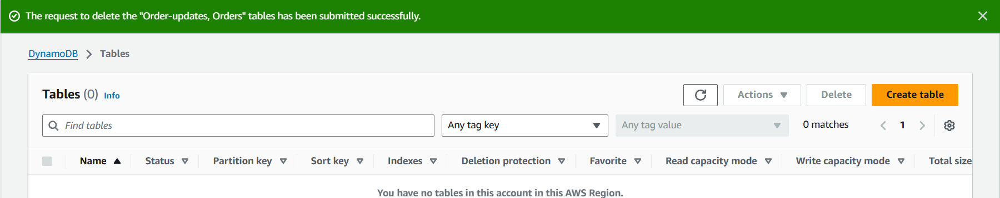 The request to delete the "Order-updates, Orders" tables has been submitted successfully.
DynamoDB > Tables
Tables (0) Info
Actions
Delete
Create table
Find tables
Any tag key
Any tag value
0 matches
1
Name Status Partition key Sort key Indexes Deletion protection Favorite Read capacity mode Write capacity mode Total size
You have no tables in this account in this AWS Region.